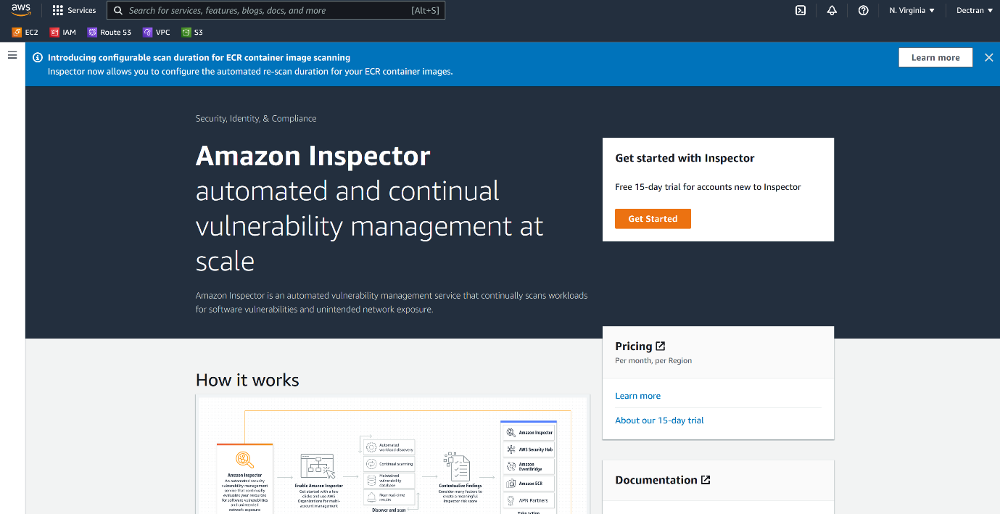 aws
Services
Search for services, features, blogs, docs, and more
[Alt+S]
N. Virginia
Dectran
EC2
IAM
Route 53
VPC
S3
Introducing configurable scan duration for ECR container image scanning
Inspector now allows you to configure the automated re-scan duration for your ECR container images.
Learn more
Security, Identity, & Compliance
Amazon Inspector
automated and continual
vulnerability management at
scale
Amazon Inspector is an automated vulnerability management service that continually scans workloads
for software vulnerabilities and unintended network exposure.
Get started with Inspector
Free 15-day trial for accounts new to Inspector
Get Started
Pricing
Per month, per Region
Learn more
About our 15-day trial
Documentation
How it works
Amazon Inspector
An automated security
vulnerability management
service that continually
evaluates your resources
for software vulnerabilities
and unintended
network exposure
Enable Amazon Inspector
Get started with a few
clicks and use AWS
Organizations for multi-
account management
Automated
workload discovery
Continual scanning
Maintained
vulnerability
database
Near real-time
results
Discover and scan
Contextualize findings
Consider many factors to
create a meaningful
Inspector risk score
Amazon Inspector
AWS Security Hub
Amazon
EventBridge
Amazon ECR
APN Partners
Take action